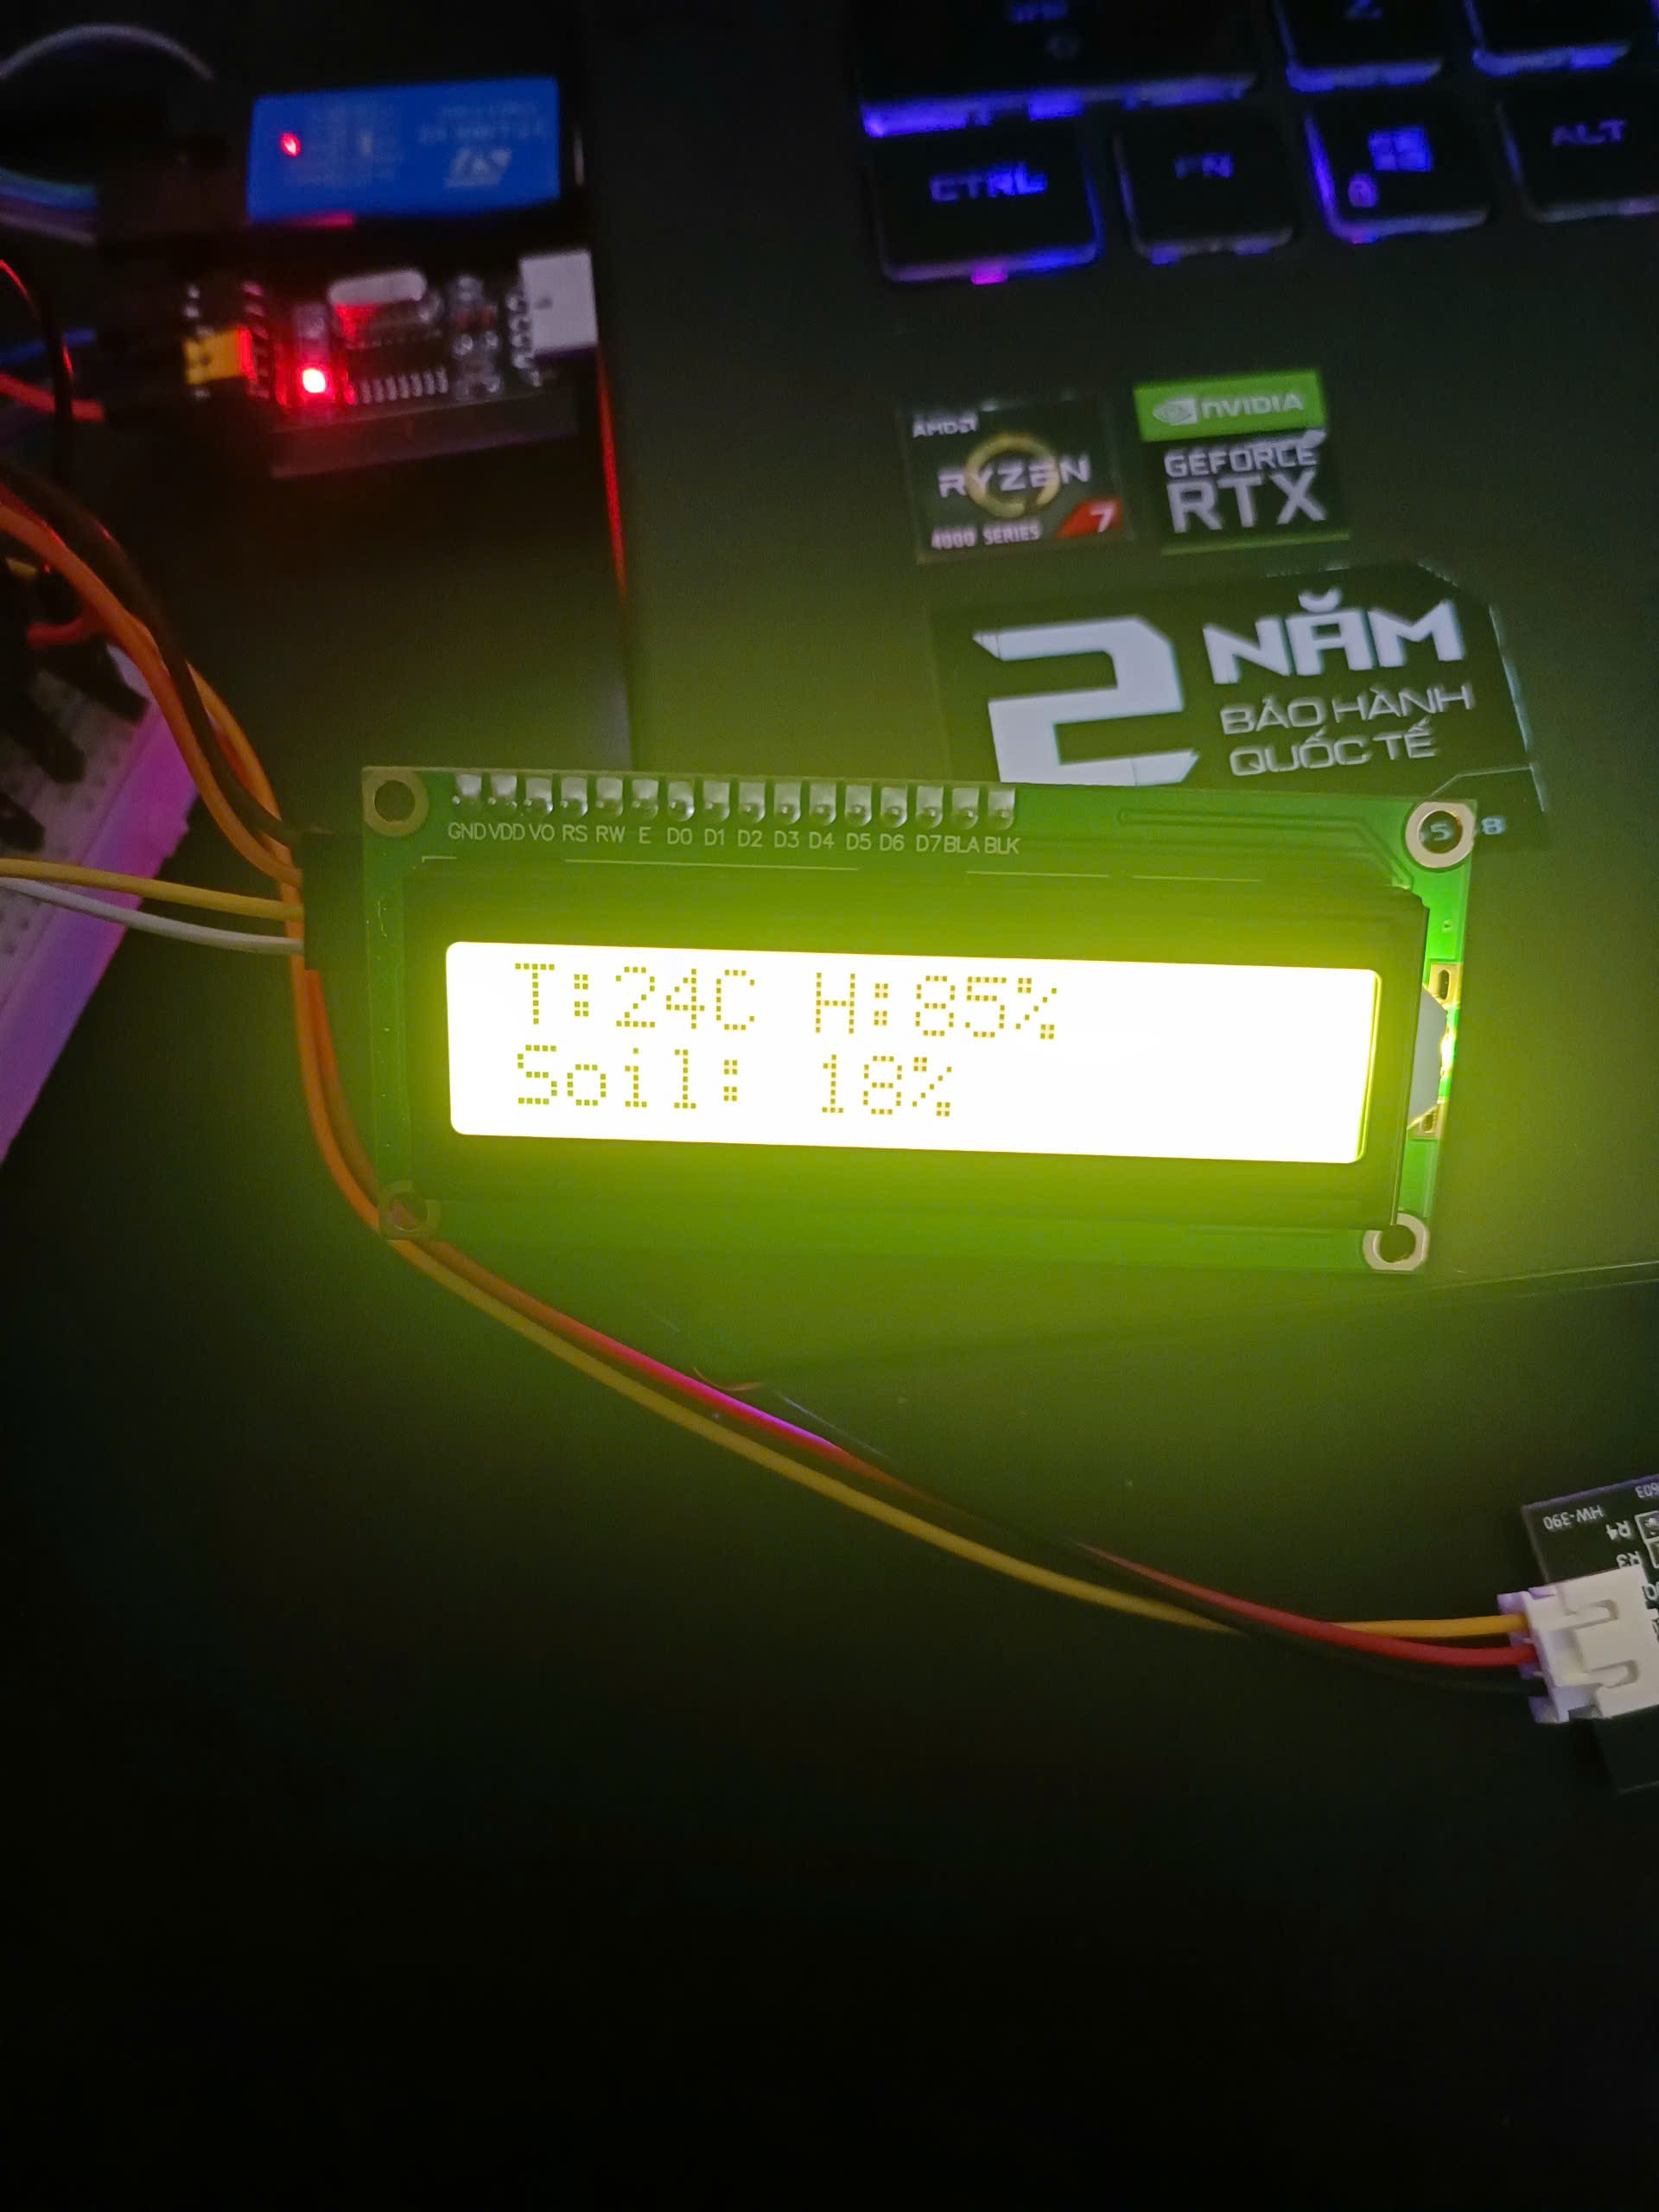 CTRL
FN
ALT
AMD
RYZEN
4000 SERIES 7
NVIDIA
GEFORCE
RTX
2 NĂM
BẢO HÀNH
QUỐC TẾ
GND VDD VO RS RW E D0 D1 D2 D3 D4 D5 D6 D7 BLA BLK
T:24C H:85%
Soil: 18%
HW-390
R4
R3